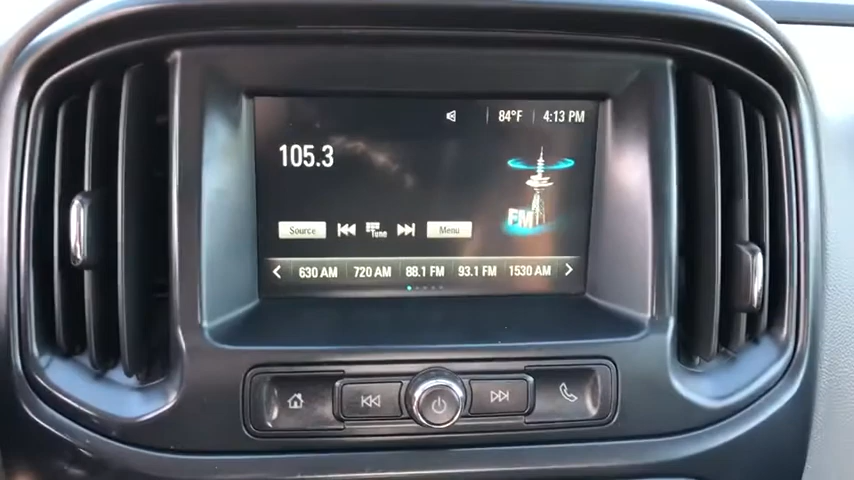 84°F 4:13 PM
105.3
FM
Source Tune Menu
630 AM 720 AM 88.1 FM 93.1 FM 1530 AM